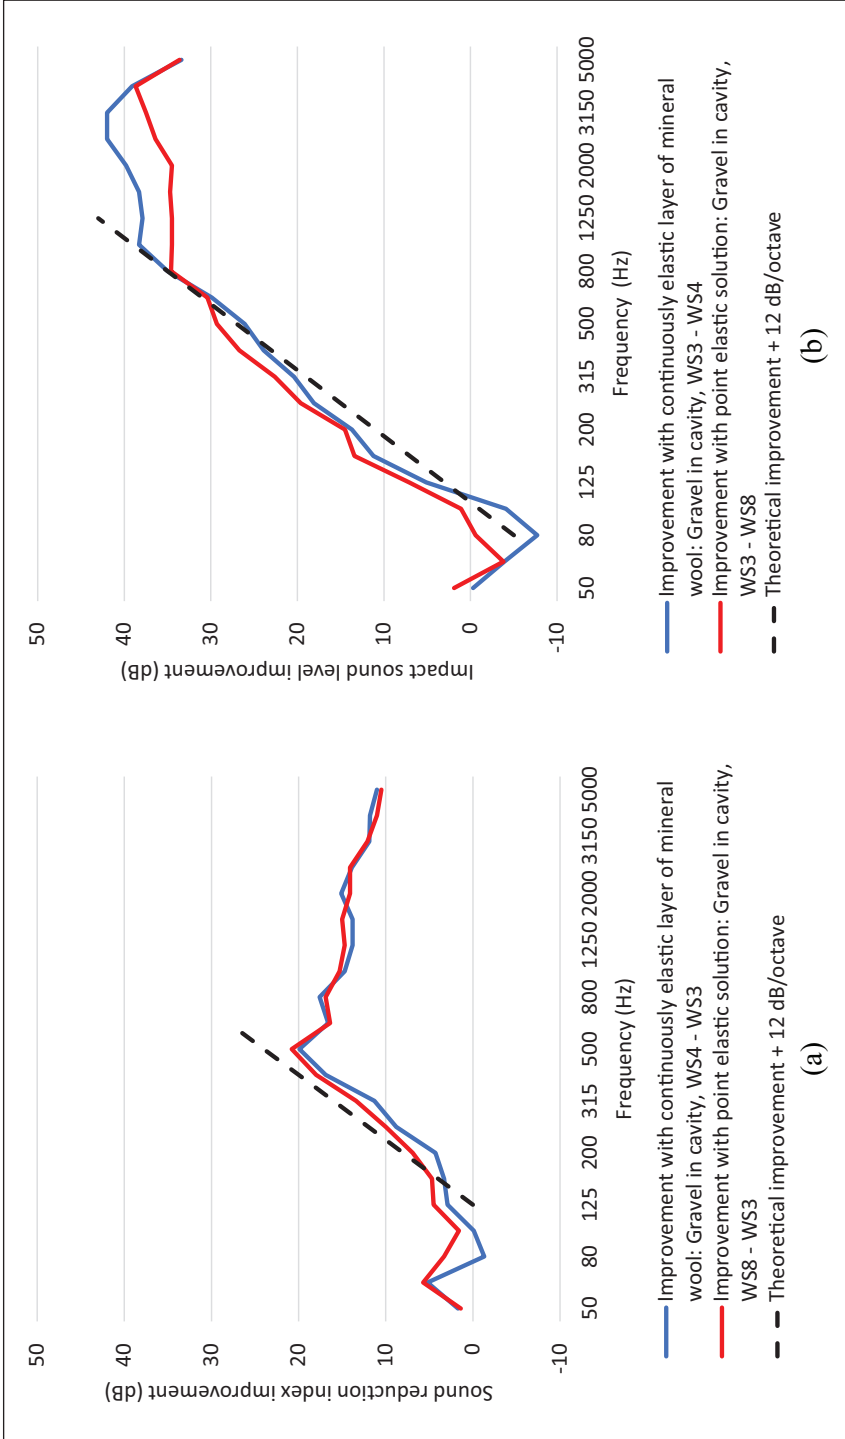 Sound reduction index improvement (dB)
50
40
30
20
10
0
-10
50 80 125 200 315 500 800 1250 2000 3150 5000
Frequency (Hz)
Improvement with continuously elastic layer of mineral
wool: Gravel in cavity, WS4 - WS3
Improvement with point elastic solution: Gravel in cavity,
WS8 - WS3
Theoretical improvement + 12 dB/octave
(a)
Impact sound level improvement (dB)
50
40
30
20
10
0
-10
50 80 125 200 315 500 800 1250 2000 3150 5000
Frequency (Hz)
Improvement with continuously elastic layer of mineral
wool: Gravel in cavity, WS3 - WS4
Improvement with point elastic solution: Gravel in cavity,
WS3 - WS8
Theoretical improvement + 12 dB/octave
(b)